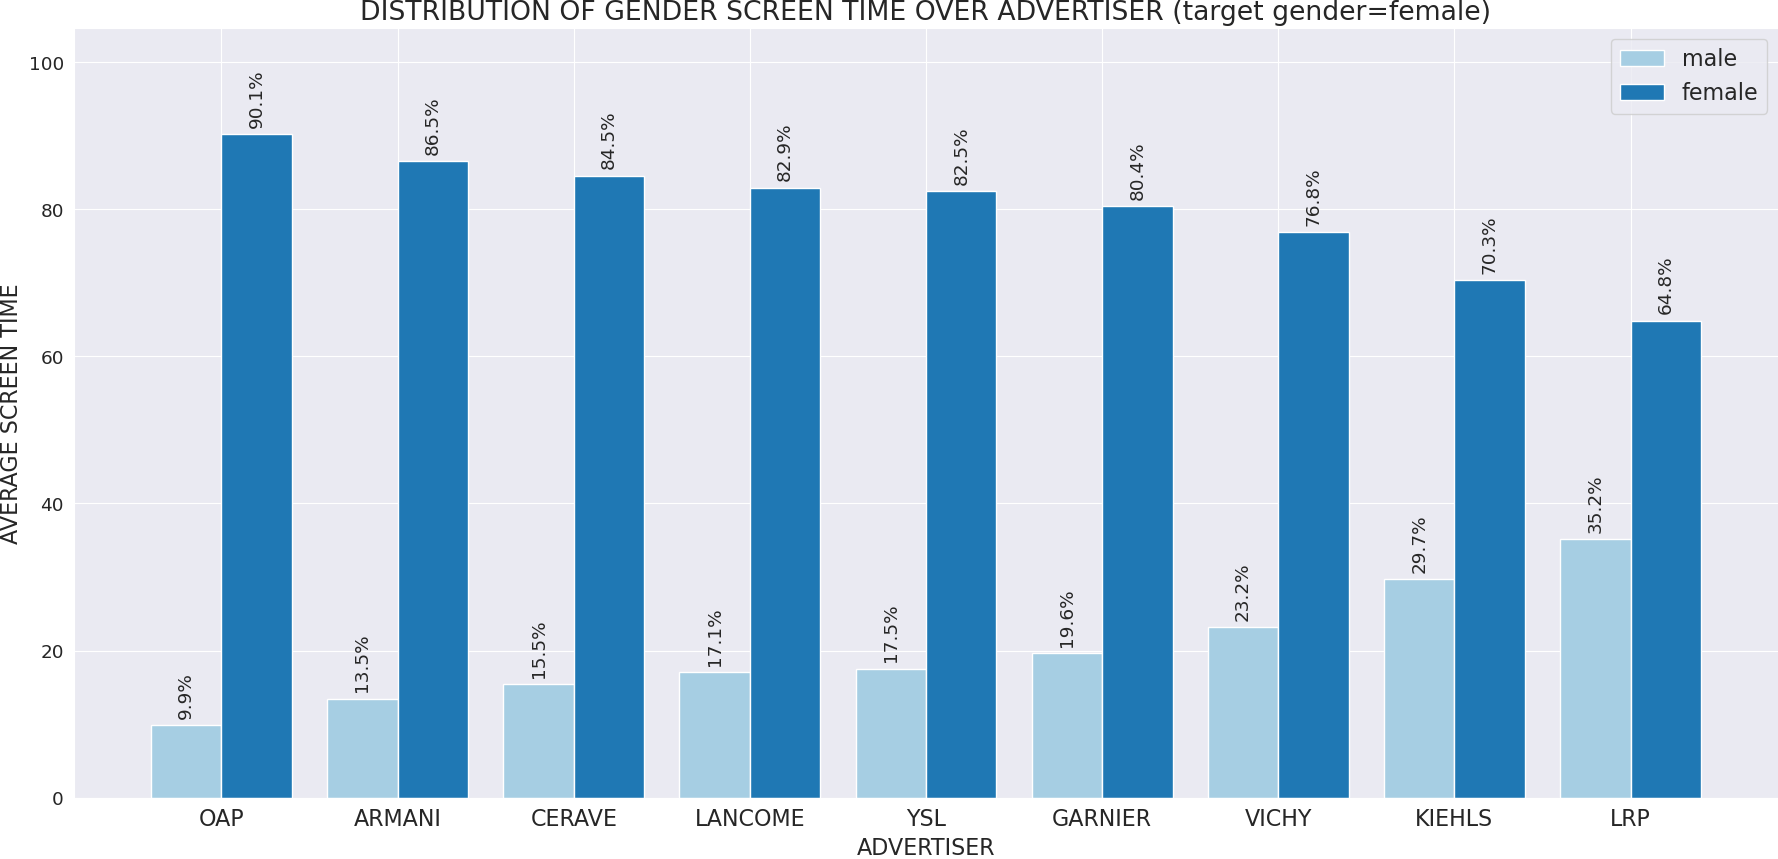 DISTRIBUTION OF GENDER SCREEN TIME OVER ADVERTISER (target gender=female)
male
female
AVERAGE SCREEN TIME
100
80
60
40
20
0
9.9%
90.1%
13.5%
86.5%
15.5%
84.5%
17.1%
82.9%
17.5%
82.5%
19.6%
80.4%
23.2%
76.8%
29.7%
70.3%
35.2%
64.8%
OAP
ARMANI
CERAVE
LANCOME
YSL
GARNIER
VICHY
KIEHLS
LRP
ADVERTISER